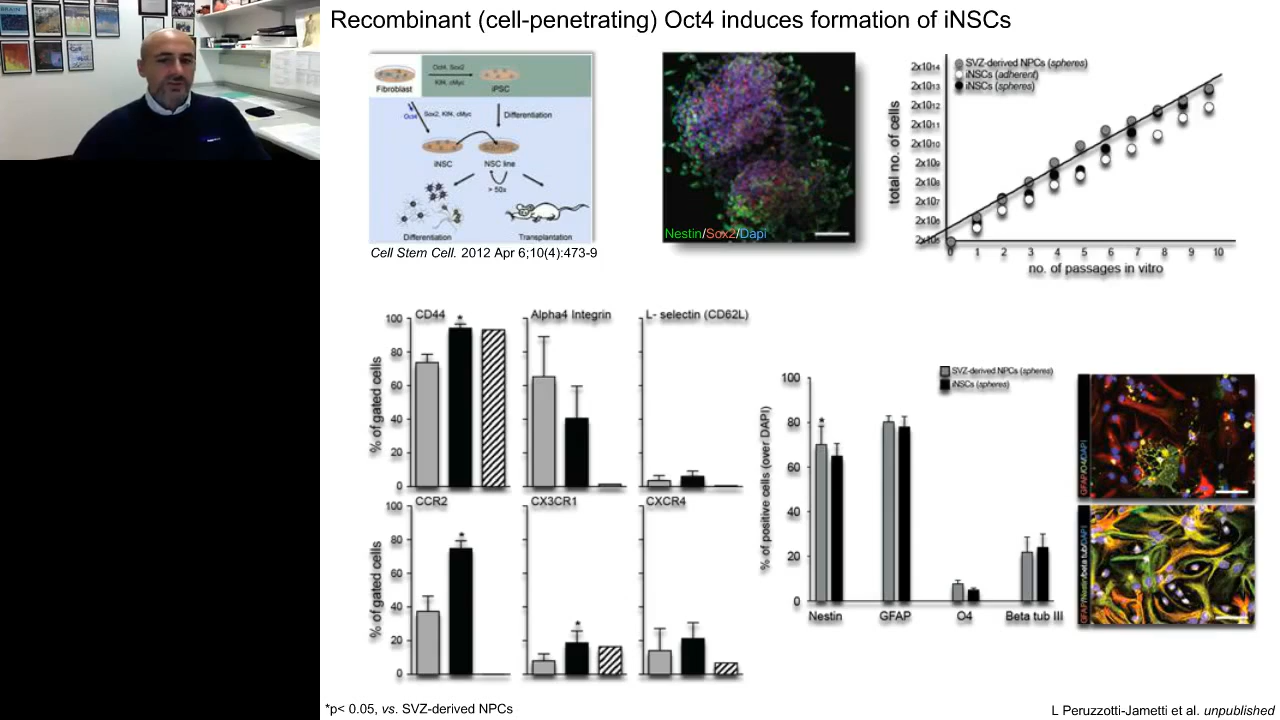 Recombinant (cell-penetrating) Oct4 induces formation of iNSCs
Oct4, Sox2
Klf4, cMyc
Fibroblast
iPSC
Oct4
Sox2, Klf4, cMyc
Differentiation
iNSC
NSC line
> 50x
Differentiation
Transplantation
Cell Stem Cell. 2012 Apr 6;10(4):473-9
Nestin/Sox2/Dapi
SVZ-derived NPCs (spheres)
iNSCs (adherent)
iNSCs (spheres)
total no. of cells
2x1014
2x1013
2x1012
2x1011
2x1010
2x109
2x108
2x107
2x106
2x105
0 1 2 3 4 5 6 7 8 9 10
no. of passages in vitro
CD44
Alpha4 Integrin
L- selectin (CD62L)
% of gated cells
100
80
60
40
20
0
*
CCR2
CX3CR1
CXCR4
% of gated cells
100
80
60
40
20
0
*
*
SVZ-derived NPCs (spheres)
iNSCs (spheres)
% of positive cells (over DAPI)
100
80
60
40
20
0
*
Nestin
GFAP
O4
Beta tub III
GFAP/O4/DAPI
GFAP/Nestin/beta tub/DAPI
*p< 0.05, vs. SVZ-derived NPCs
L Peruzzotti-Jametti et al. unpublished